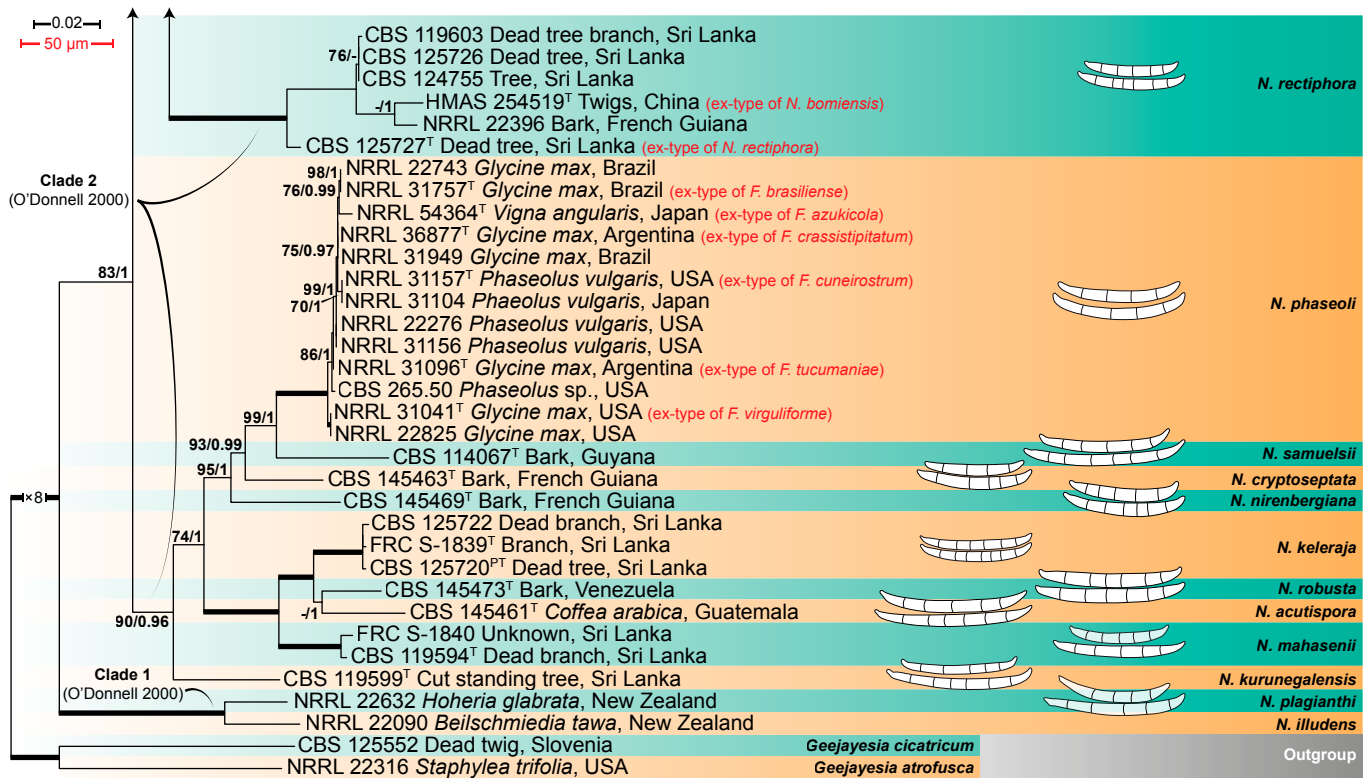 0.02
50 µm
CBS 119603 Dead tree branch, Sri Lanka
76/-
CBS 125726 Dead tree, Sri Lanka
CBS 124755 Tree, Sri Lanka
N. rectiphora
-/1
HMAS 254519T Twigs, China (ex-type of N. bomiensis)
NRRL 22396 Bark, French Guiana
CBS 125727T Dead tree, Sri Lanka (ex-type of N. rectiphora)
Clade 2
(O'Donnell 2000)
98/1
NRRL 22743 Glycine max, Brazil
76/0.99
NRRL 31757T Glycine max, Brazil (ex-type of F. brasiliense)
NRRL 54364T Vigna angularis, Japan (ex-type of F. azukicola)
NRRL 36877T Glycine max, Argentina (ex-type of F. crassistipitatum)
75/0.97
NRRL 31949 Glycine max, Brazil
NRRL 31157T Phaseolus vulgaris, USA (ex-type of F. cuneirostrum)
83/1
99/1
70/1
NRRL 31104 Phaeolus vulgaris, Japan
N. phaseoli
NRRL 22276 Phaseolus vulgaris, USA
NRRL 31156 Phaseolus vulgaris, USA
86/1
NRRL 31096T Glycine max, Argentina (ex-type of F. tucumaniae)
CBS 265.50 Phaseolus sp., USA
NRRL 31041T Glycine max, USA (ex-type of F. virguliforme)
99/1
NRRL 22825 Glycine max, USA
93/0.99
CBS 114067T Bark, Guyana
N. samuelsii
95/1
CBS 145463T Bark, French Guiana
N. cryptoseptata
×8
CBS 145469T Bark, French Guiana
N. nirenbergiana
CBS 125722 Dead branch, Sri Lanka
74/1
FRC S-1839T Branch, Sri Lanka
N. keleraja
CBS 125720PT Dead tree, Sri Lanka
CBS 145473T Bark, Venezuela
N. robusta
-/1
CBS 145461T Coffea arabica, Guatemala
N. acutispora
90/0.96
FRC S-1840 Unknown, Sri Lanka
N. mahasenii
CBS 119594T Dead branch, Sri Lanka
Clade 1
(O'Donnell 2000)
CBS 119599T Cut standing tree, Sri Lanka
N. kurunegalensis
NRRL 22632 Hoheria glabrata, New Zealand
N. plagianthi
NRRL 22090 Beilschmiedia tawa, New Zealand
N. illudens
CBS 125552 Dead twig, Slovenia
Geejayesia cicatricum
Outgroup
NRRL 22316 Staphylea trifolia, USA
Geejayesia atrofusca